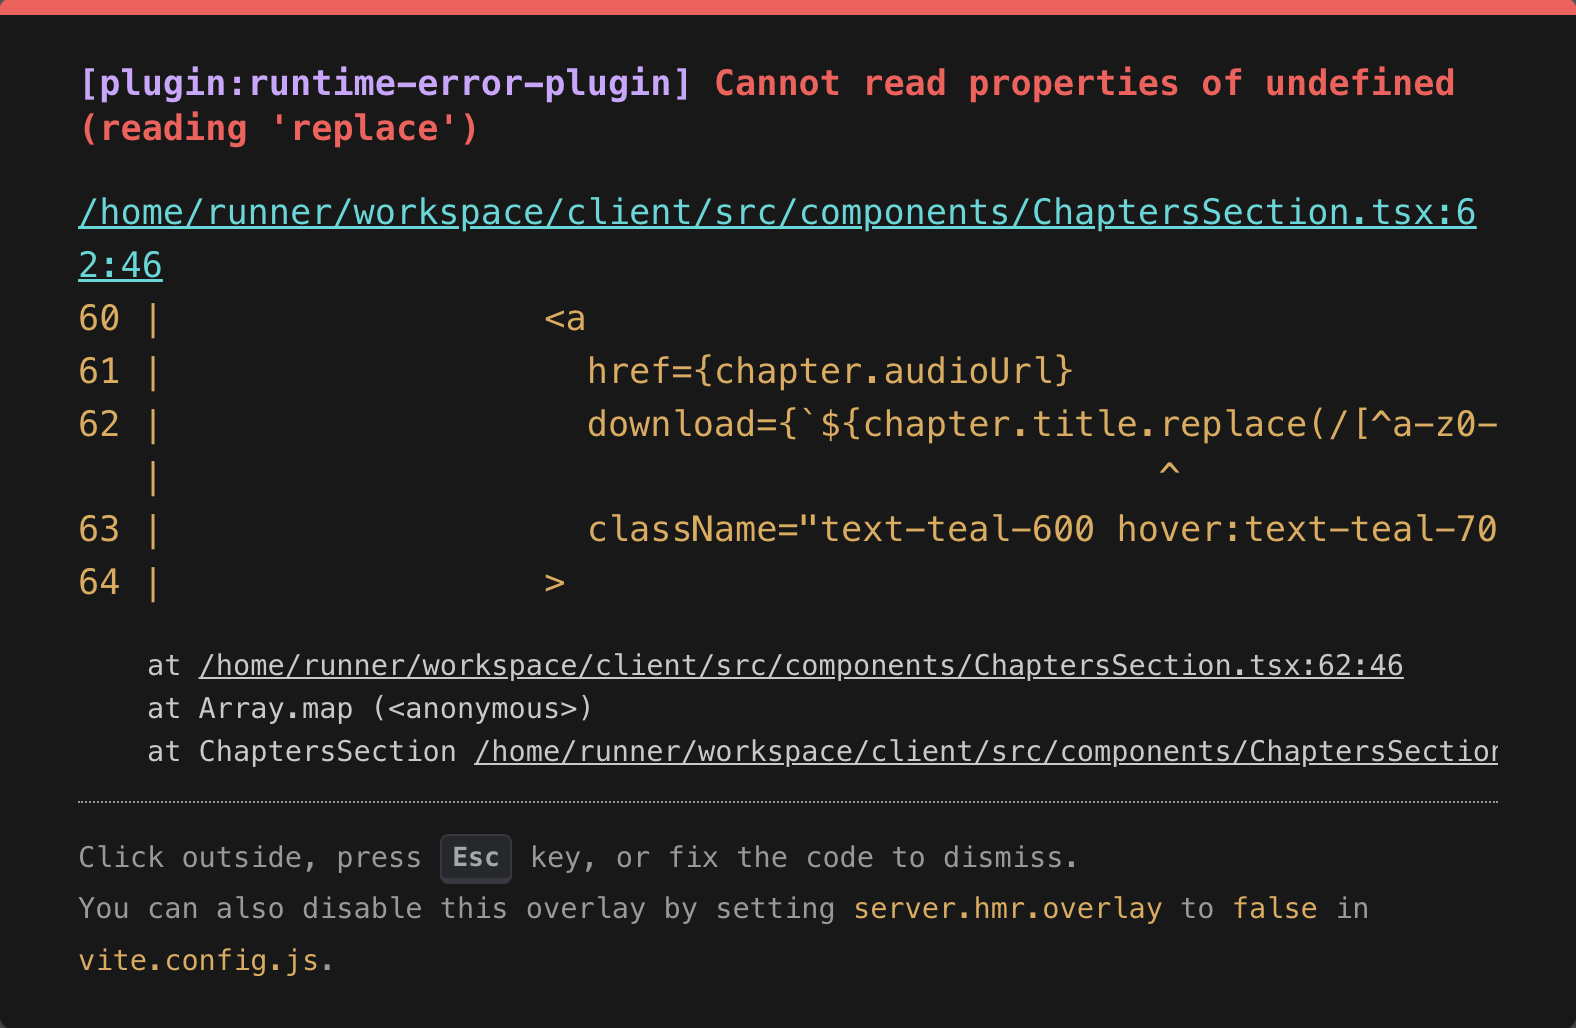 [plugin:runtime-error-plugin] Cannot read properties of undefined
(reading 'replace')
/home/runner/workspace/client/src/components/ChaptersSection.tsx:6
2:46
60 |                  <a
61 |                    href={chapter.audioUrl}
62 |                    download={`${chapter.title.replace(/[^a-z0-
   |                                               ^
63 |                    className="text-teal-600 hover:text-teal-70
64 |                  >
at /home/runner/workspace/client/src/components/ChaptersSection.tsx:62:46
at Array.map (<anonymous>)
at ChaptersSection /home/runner/workspace/client/src/components/ChaptersSection
Click outside, press Esc key, or fix the code to dismiss.
You can also disable this overlay by setting server.hmr.overlay to false in
vite.config.js.